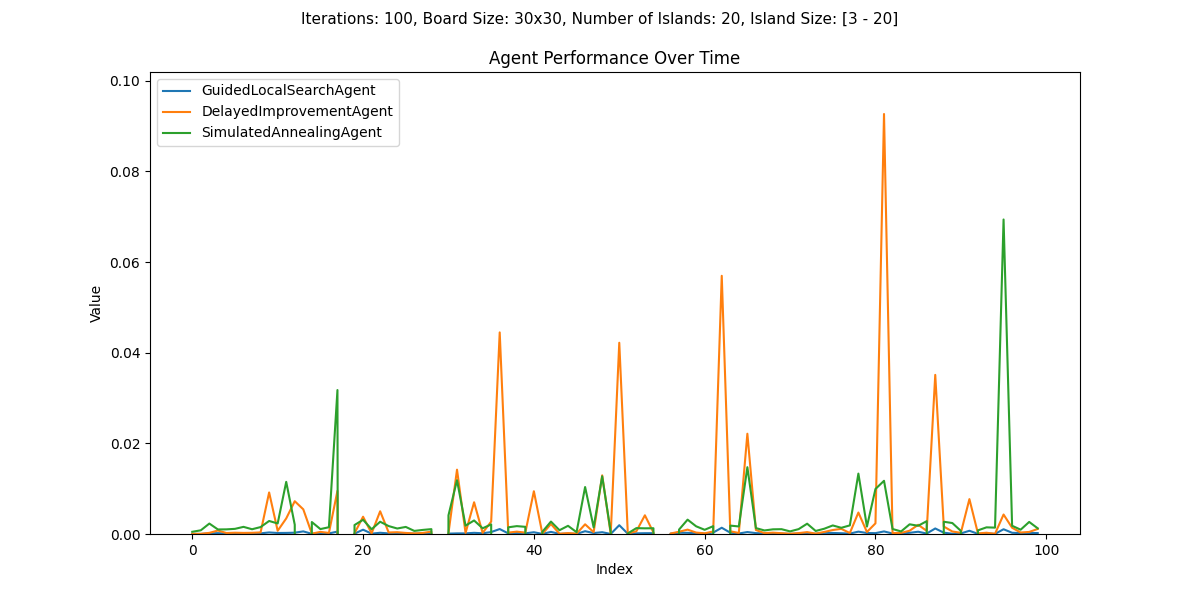 Iterations: 100, Board Size: 30x30, Number of Islands: 20, Island Size: [3 - 20]
Agent Performance Over Time
GuidedLocalSearchAgent
DelayedImprovementAgent
SimulatedAnnealingAgent
0.10
0.08
0.06
0.04
0.02
0.00
Value
0 20 40 60 80 100
Index